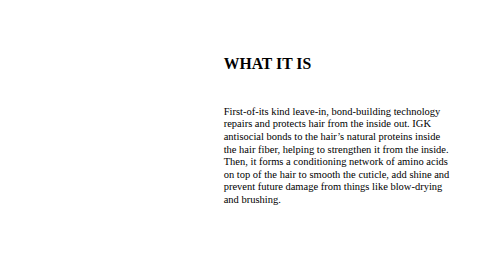 WHAT IT IS
First-of-its kind leave-in, bond-building technology
repairs and protects hair from the inside out. IGK
antisocial bonds to the hair’s natural proteins inside
the hair fiber, helping to strengthen it from the inside.
Then, it forms a conditioning network of amino acids
on top of the hair to smooth the cuticle, add shine and
prevent future damage from things like blow-drying
and brushing.